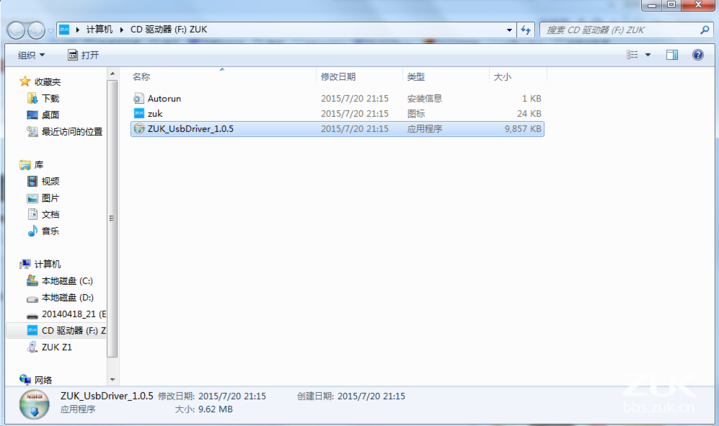 ZUK ▸ 计算机 ▸ CD 驱动器 (F:) ZUK
搜索 CD 驱动器 (F:) ZUK
组织 打开
名称 修改日期 类型 大小
Autorun 2015/7/20 21:15 安装信息 1 KB
zuk 2015/7/20 21:15 图标 24 KB
ZUK_UsbDriver_1.0.5 2015/7/20 21:15 应用程序 9,857 KB
收藏夹
下载
桌面
最近访问的位置
库
视频
图片
文档
音乐
计算机
本地磁盘 (C:)
本地磁盘 (D:)
20140418_21 (E
CD 驱动器 (F:) Z
ZUK Z1
网络
ZUK_UsbDriver_1.0.5 修改日期: 2015/7/20 21:15 创建日期: 2015/7/20 21:15
应用程序 大小: 9.62 MB
ZUK
bbs.zuk.cn